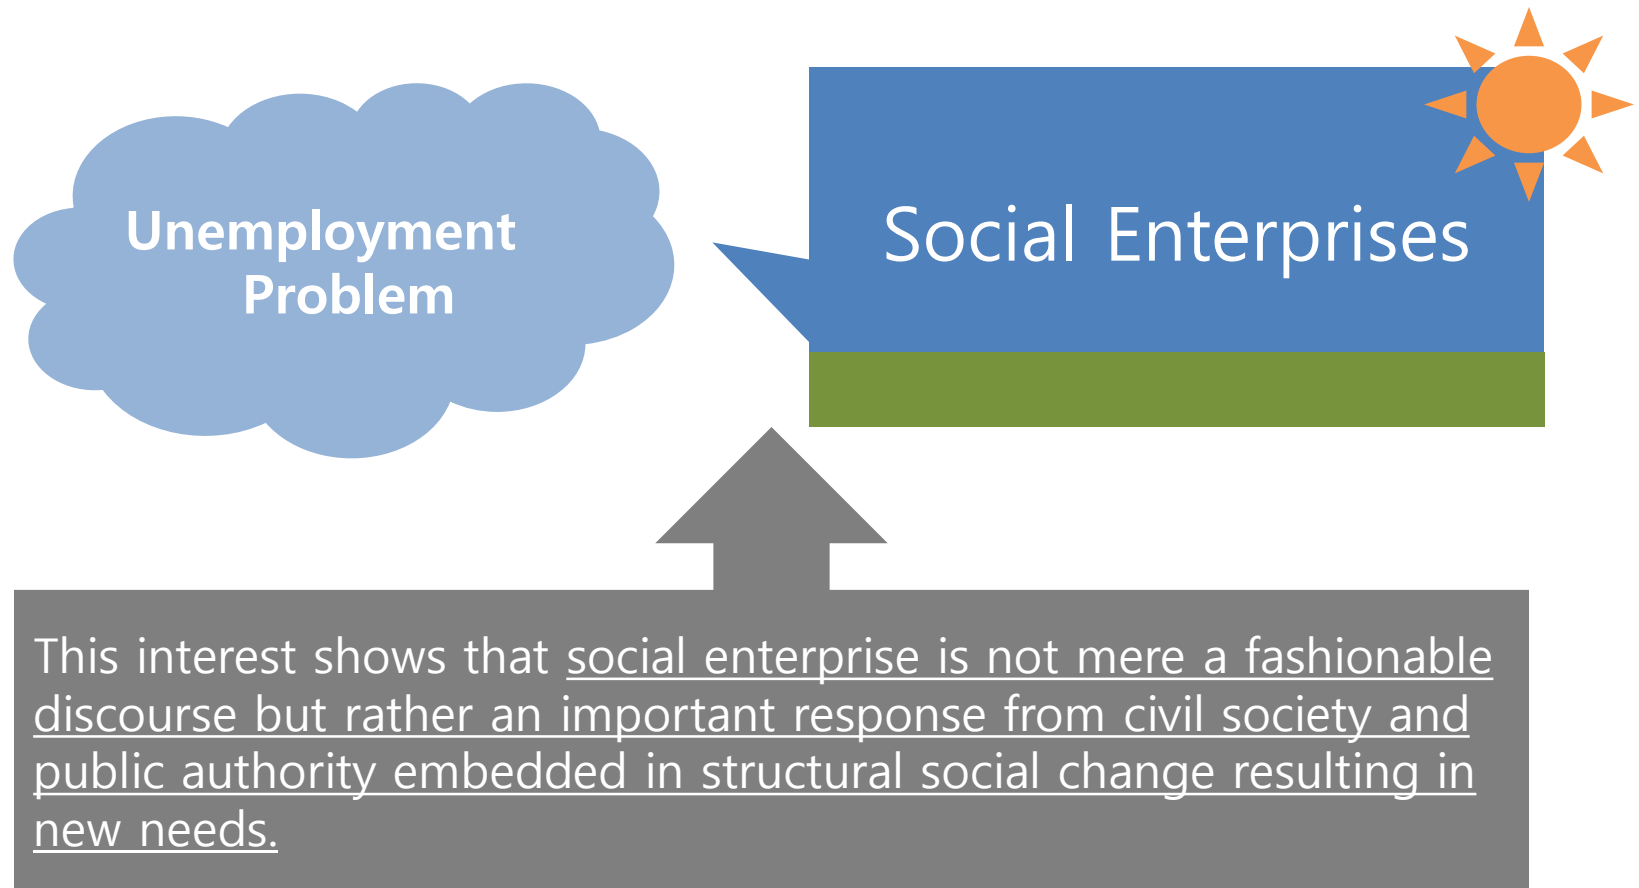 Unemployment
Problem
Social Enterprises
This interest shows that social enterprise is not mere a fashionable
discourse but rather an important response from civil society and
public authority embedded in structural social change resulting in
new needs.